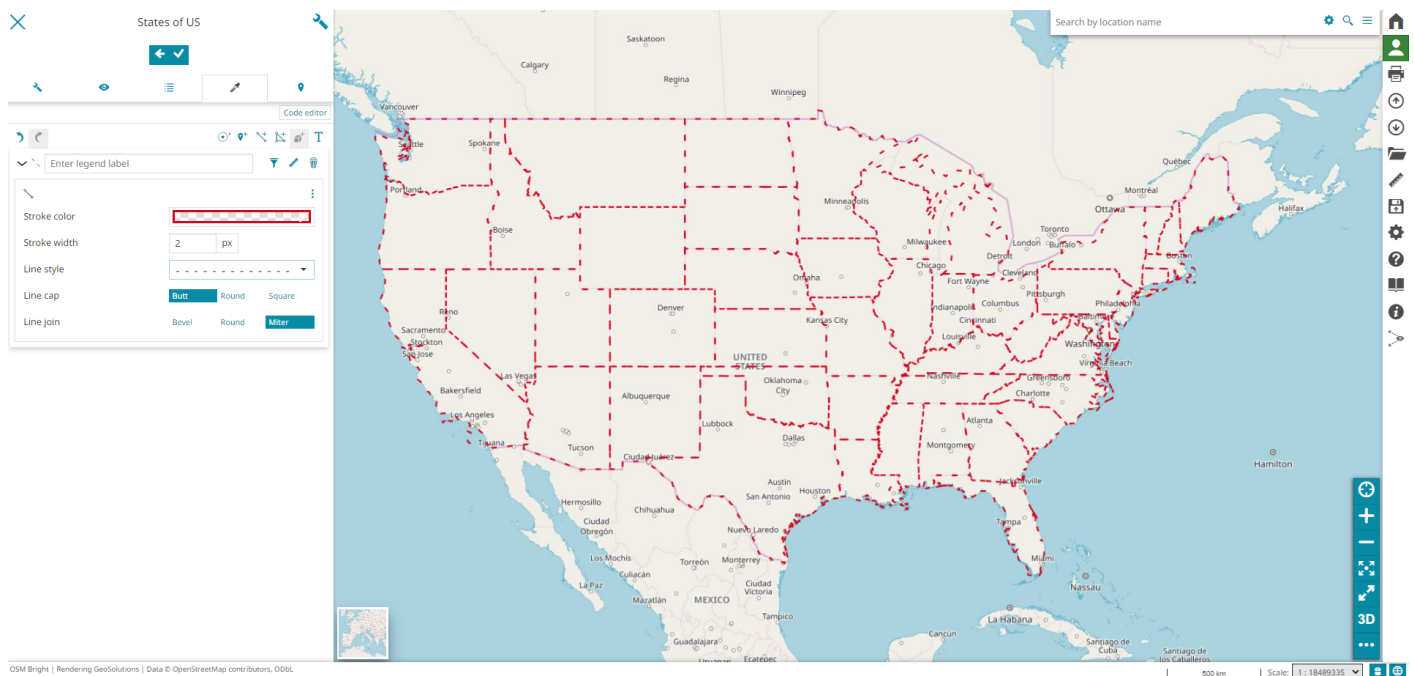 States of US
Search by location name
Code editor
T
Enter legend label
Stroke color
Stroke width
2
px
Line style
Line cap
Butt
Round
Square
Line join
Bevel
Round
Miter
Saskatoon
Calgary
Regina
Winnipeg
Vancouver
Seattle
Spokane
Québec
Portland
Montréal
Ottawa
Minneapolis
Halifax
Boise
Toronto
Milwaukee
London
Buffalo
Detroit
Boston
Chicago
Cleveland
Omaha
Fort Wayne
Pittsburgh
Reno
Denver
Indianapolis
Columbus
Philadelphia
Kansas City
Cincinnati
Baltimore
Sacramento
Stockton
Louisville
Washington
San Jose
UNITED
STATES
Virginia Beach
Las Vegas
Nashville
Greensboro
Bakersfield
Oklahoma
City
Albuquerque
Charlotte
Los Angeles
Lubbock
Atlanta
Dallas
Tijuana
Tucson
Montgomery
Ciudad Juárez
Hamilton
Austin
Houston
Jacksonville
San Antonio
Hermosillo
Chihuahua
Ciudad
Obregón
Nuevo Laredo
Tampa
Los Mochis
Torreón
Monterrey
Miami
Culiacán
La Paz
Ciudad
Victoria
Nassau
Mazatlán
MEXICO
Tampico
La Habana
3D
Cancún
Guadalajara
Santiago de
Cuba
Santiago de
los Caballeros
Uruapan
Ecatepec
OSM Bright | Rendering GeoSolutions | Data © OpenStreetMap contributors, ODbL
500 km
Scale:
1 : 18489335